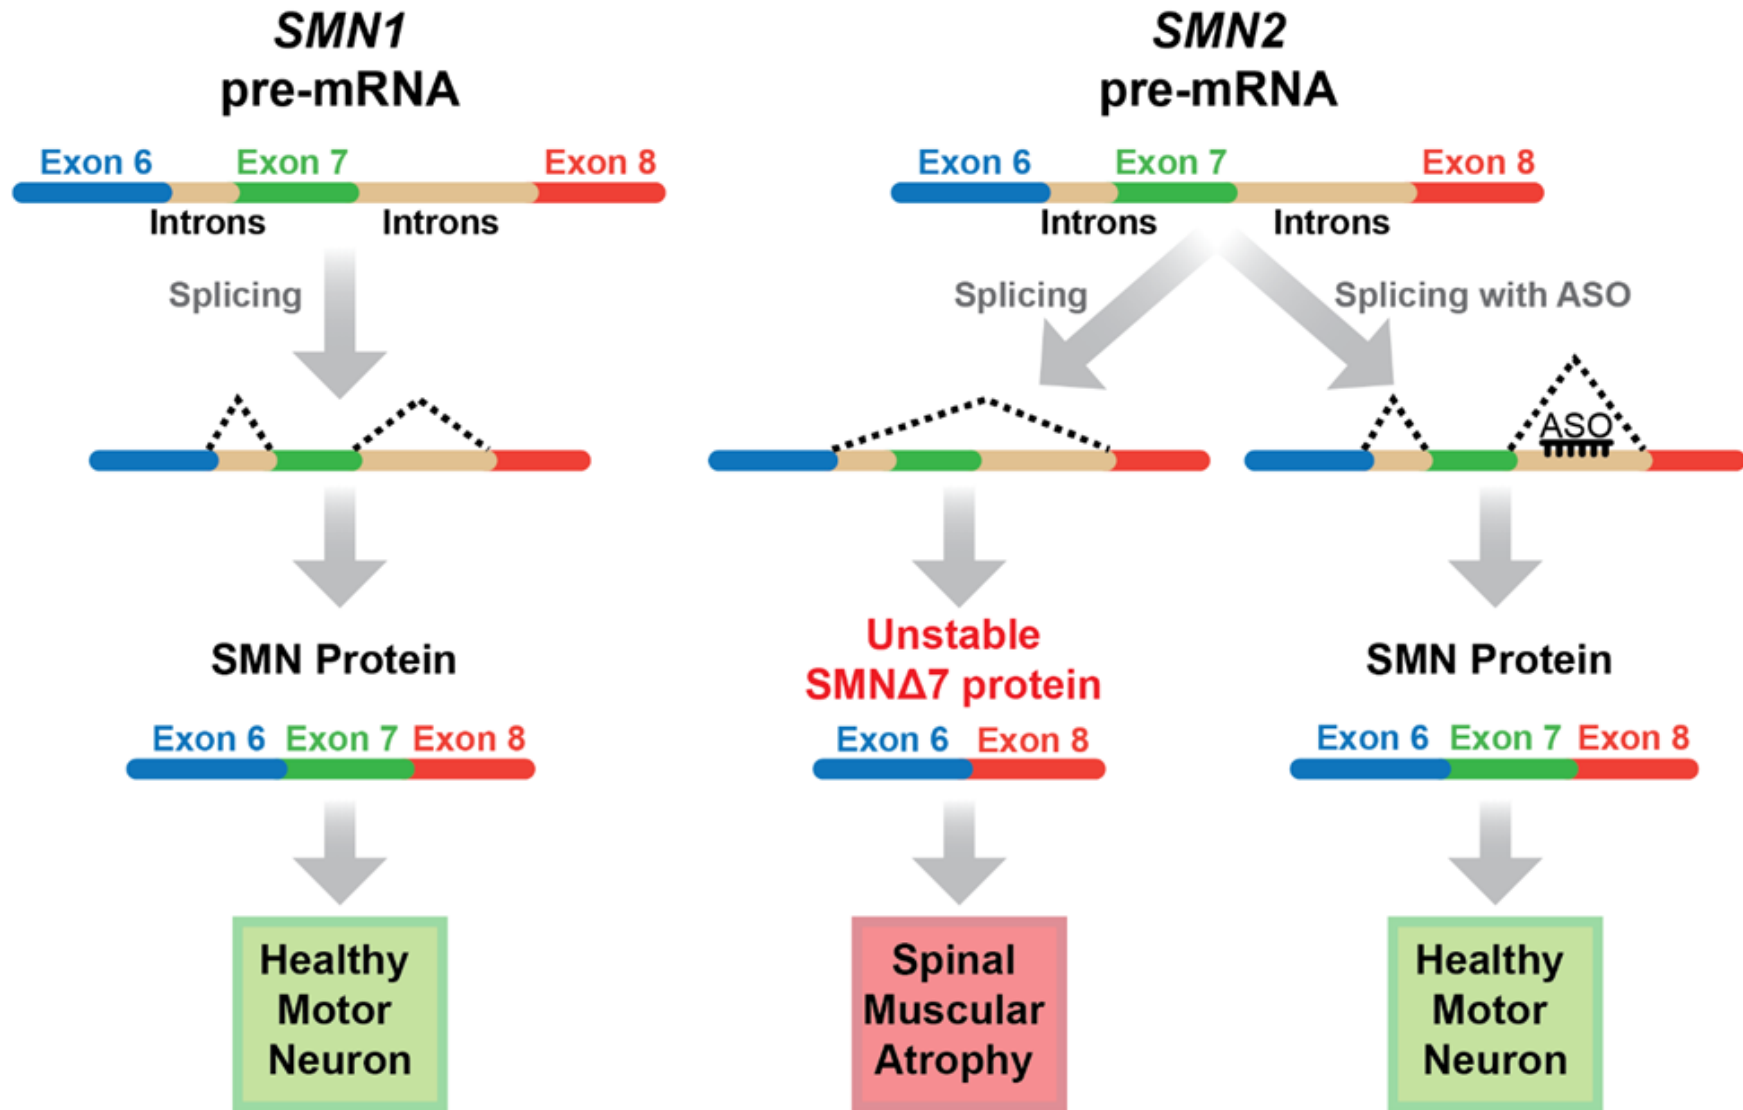 SMN1
pre-mRNA
Exon 6 Exon 7 Exon 8
Introns Introns
Splicing
SMN Protein
Exon 6 Exon 7 Exon 8
Healthy
Motor
Neuron
SMN2
pre-mRNA
Exon 6 Exon 7 Exon 8
Introns Introns
Splicing
Splicing with ASO
Unstable
SMNΔ7 protein
Exon 6 Exon 8
Spinal
Muscular
Atrophy
ASO
SMN Protein
Exon 6 Exon 7 Exon 8
Healthy
Motor
Neuron